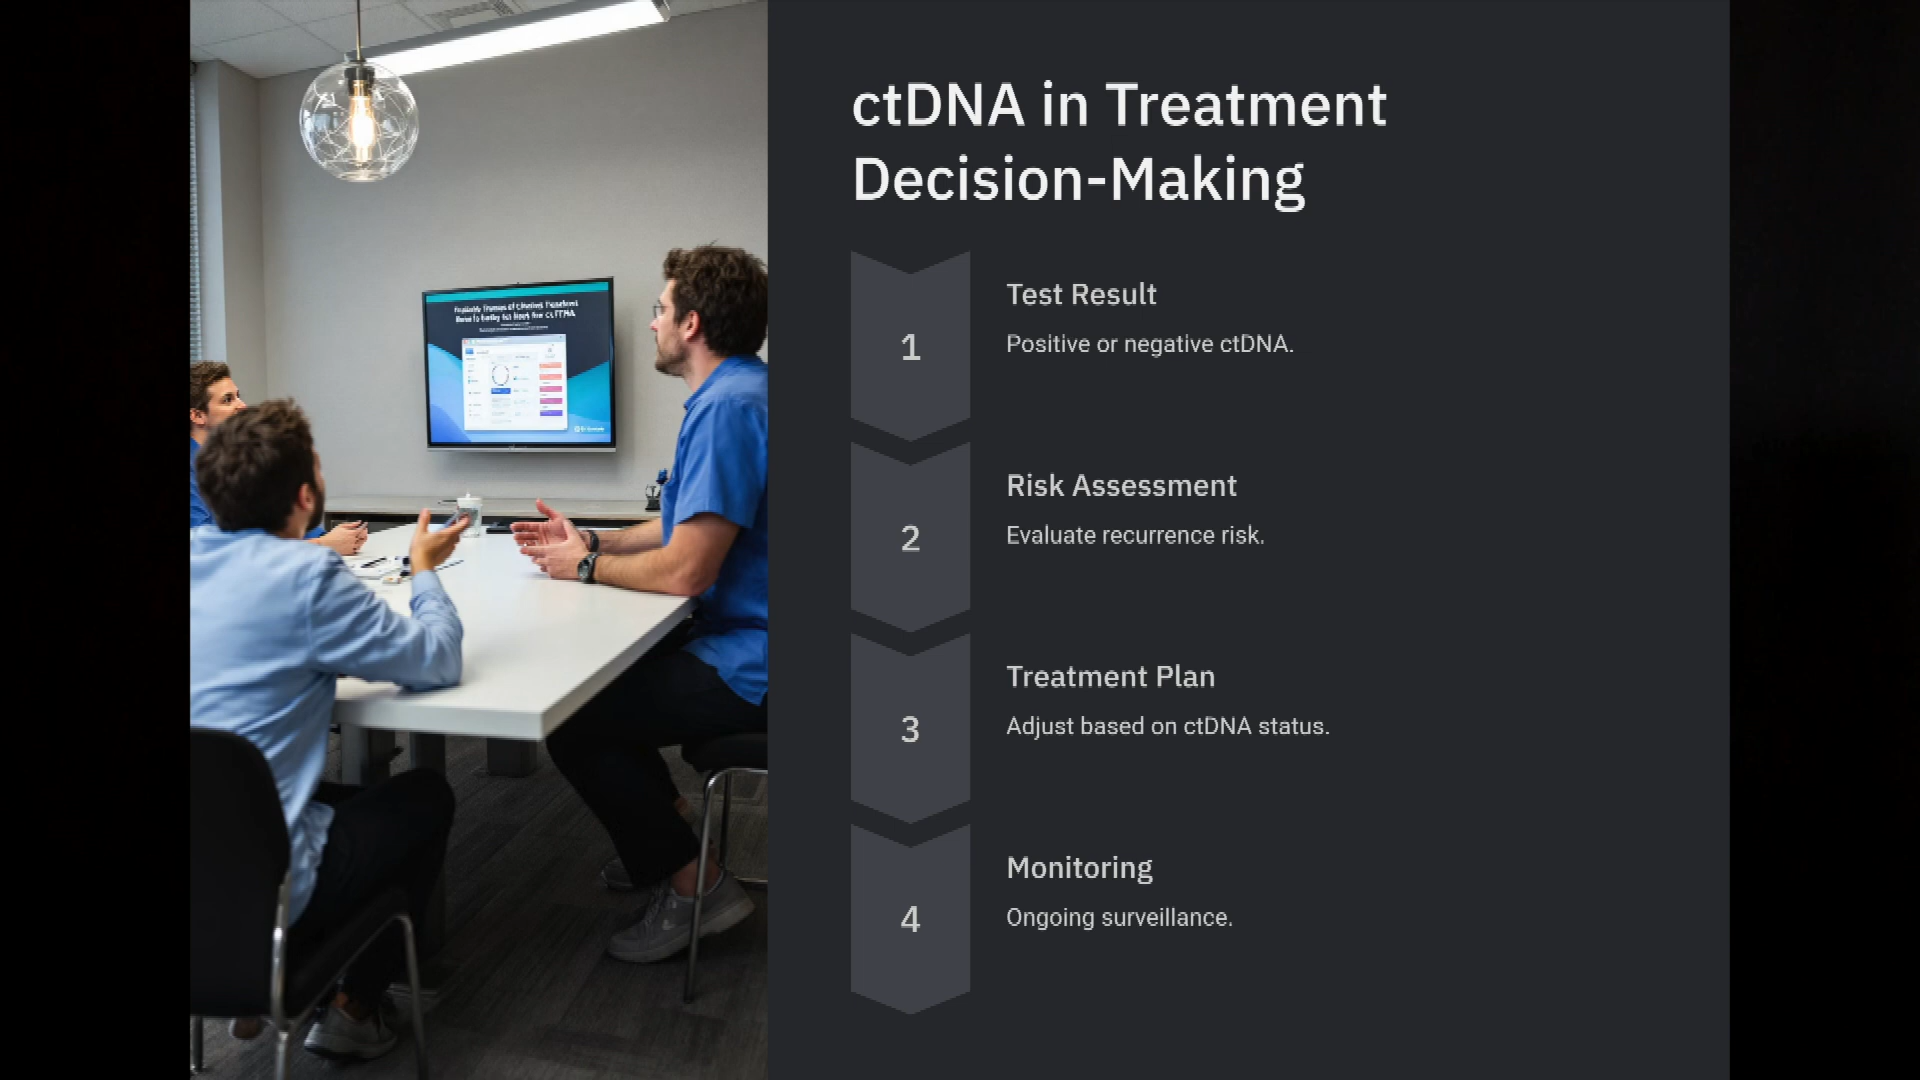 ctDNA in Treatment
Decision-Making
1
Test Result
Positive or negative ctDNA.
2
Risk Assessment
Evaluate recurrence risk.
3
Treatment Plan
Adjust based on ctDNA status.
4
Monitoring
Ongoing surveillance.